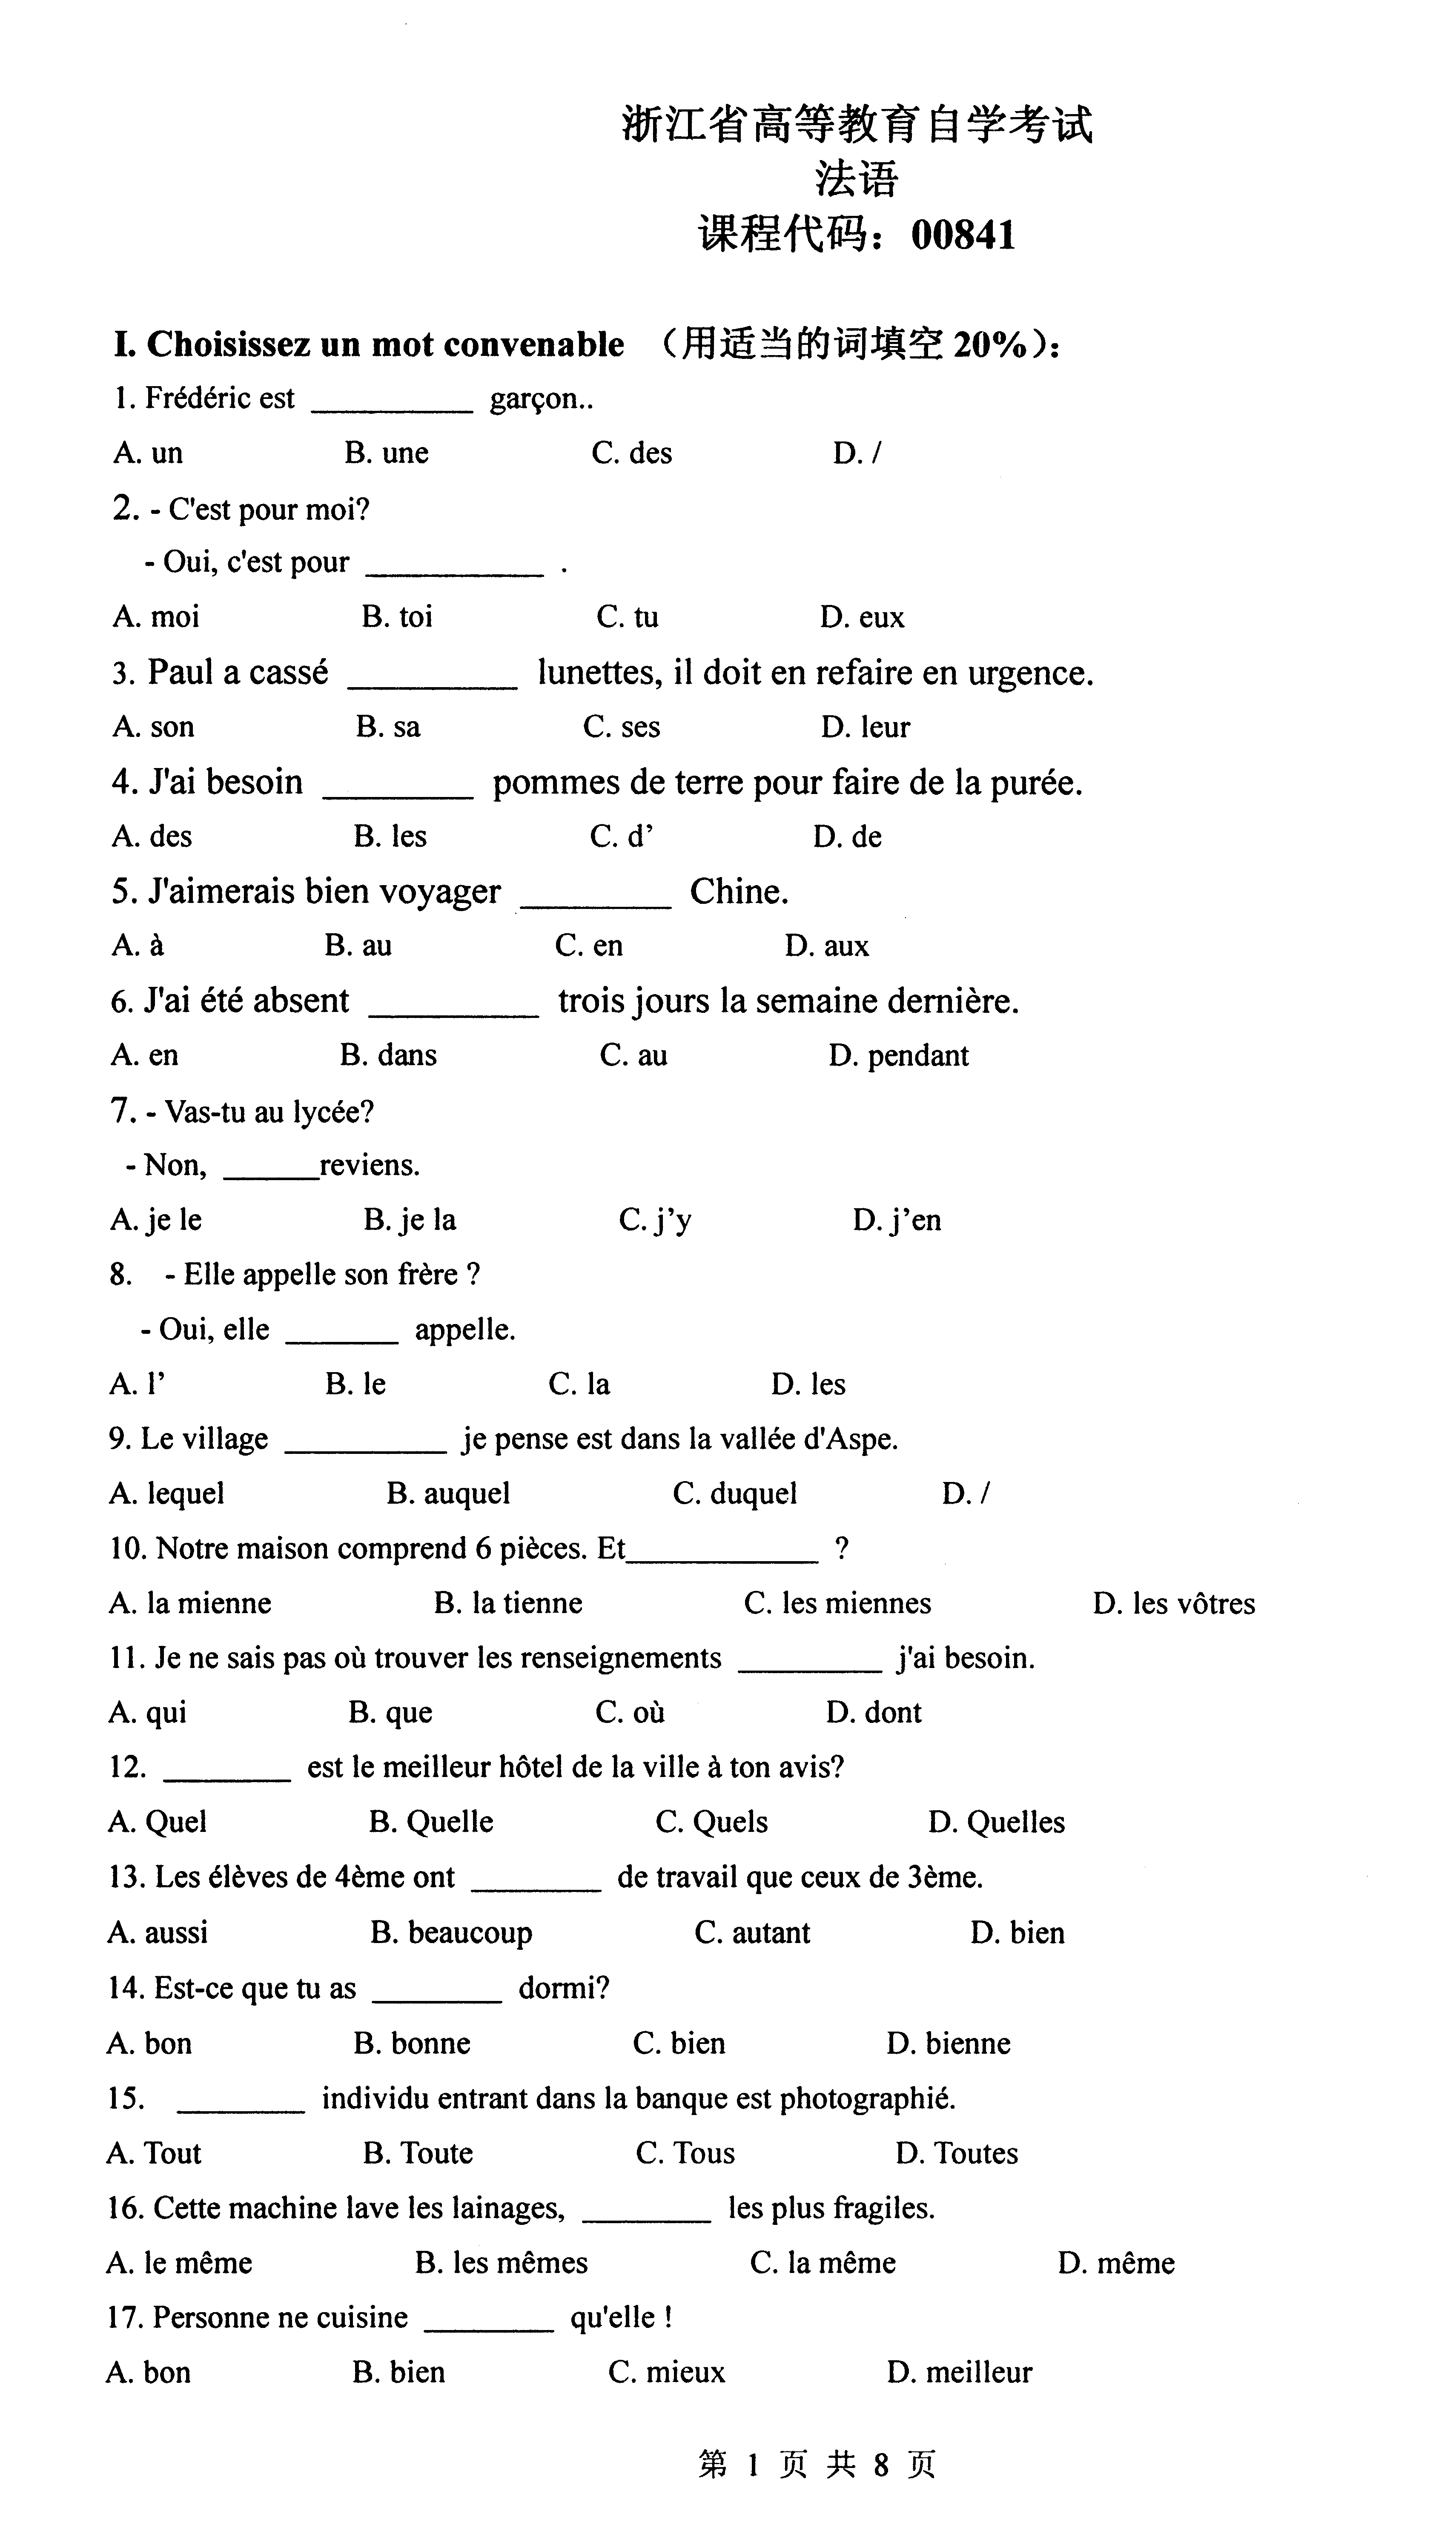 浙江省高等教育自学考试
法语
课程代码：00841
I. Choisissez un mot convenable （用适当的词填空 20%）：
1. Frédéric est __________ garçon..
A. un B. une C. des D. /
2. - C'est pour moi?
- Oui, c'est pour ___________ .
A. moi B. toi C. tu D. eux
3. Paul a cassé _________ lunettes, il doit en refaire en urgence.
A. son B. sa C. ses D. leur
4. J'ai besoin ________ pommes de terre pour faire de la purée.
A. des B. les C. d’ D. de
5. J'aimerais bien voyager ________ Chine.
A. à B. au C. en D. aux
6. J'ai été absent _________ trois jours la semaine dernière.
A. en B. dans C. au D. pendant
7. - Vas-tu au lycée?
- Non, ______reviens.
A. je le B. je la C. j’y D. j’en
8. - Elle appelle son frère ?
- Oui, elle _______ appelle.
A. l’ B. le C. la D. les
9. Le village __________ je pense est dans la vallée d'Aspe.
A. lequel B. auquel C. duquel D. /
10. Notre maison comprend 6 pièces. Et____________ ?
A. la mienne B. la tienne C. les miennes D. les vôtres
11. Je ne sais pas où trouver les renseignements _________ j'ai besoin.
A. qui B. que C. où D. dont
12. ________ est le meilleur hôtel de la ville à ton avis?
A. Quel B. Quelle C. Quels D. Quelles
13. Les élèves de 4ème ont ________ de travail que ceux de 3ème.
A. aussi B. beaucoup C. autant D. bien
14. Est-ce que tu as ________ dormi?
A. bon B. bonne C. bien D. bienne
15. ________ individu entrant dans la banque est photographié.
A. Tout B. Toute C. Tous D. Toutes
16. Cette machine lave les lainages, ________ les plus fragiles.
A. le même B. les mêmes C. la même D. même
17. Personne ne cuisine ________ qu'elle !
A. bon B. bien C. mieux D. meilleur
第 1 页 共 8 页